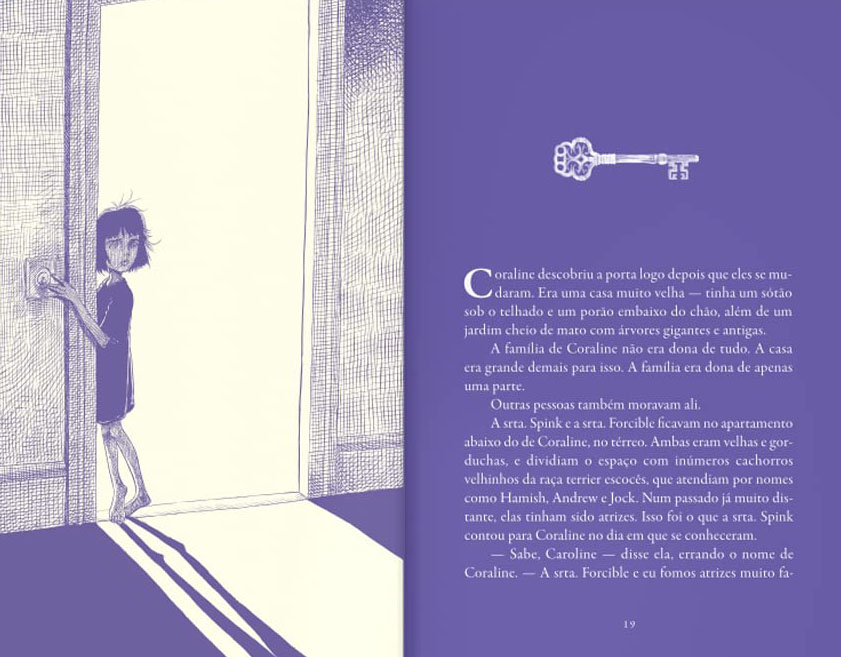 Coraline descobriu a porta logo depois que eles se mu-
daram. Era uma casa muito velha — tinha um sótão
sob o telhado e um porão embaixo do chão, além de um
jardim cheio de mato com árvores gigantes e antigas.
A família de Coraline não era dona de tudo. A casa
era grande demais para isso. A família era dona de apenas
uma parte.
Outras pessoas também moravam ali.
A srta. Spink e a srta. Forcible ficavam no apartamento
abaixo do de Coraline, no térreo. Ambas eram velhas e gor-
duchas, e dividiam o espaço com inúmeros cachorros
velhinhos da raça terrier escocês, que atendiam por nomes
como Hamish, Andrew e Jock. Num passado já muito dis-
tante, elas tinham sido atrizes. Isso foi o que a srta. Spink
contou para Coraline no dia em que se conheceram.
— Sabe, Caroline — disse ela, errando o nome de
Coraline. — A srta. Forcible e eu fomos atrizes muito fa-
19